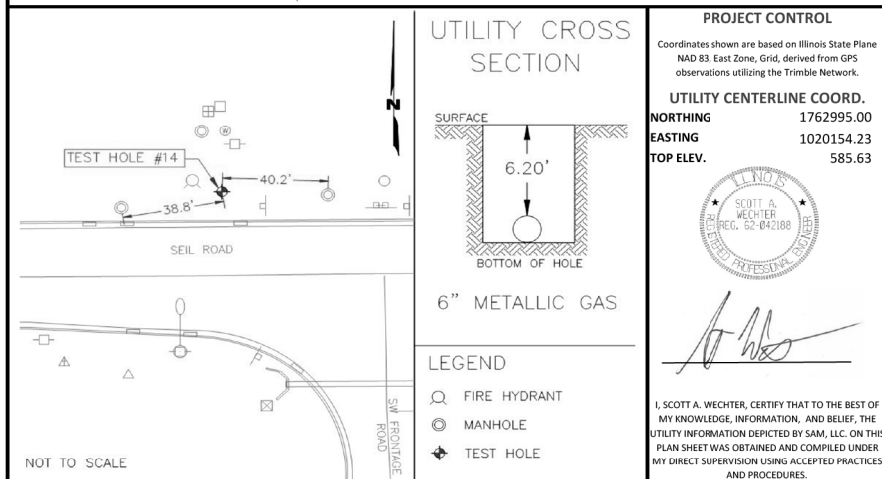 N
TEST HOLE #14
40.2'
38.8'
SEIL ROAD
SW FRONTAGE
ROAD
NOT TO SCALE
UTILITY CROSS
SECTION
SURFACE
6.20'
BOTTOM OF HOLE
6" METALLIC GAS
LEGEND
FIRE HYDRANT
MANHOLE
TEST HOLE
PROJECT CONTROL
Coordinates shown are based on Illinois State Plane
NAD 83, East Zone, Grid, derived from GPS
observations utilizing the Trimble Network.
UTILITY CENTERLINE COORD.
NORTHING 1762995.00
EASTING 1020154.23
TOP ELEV. 585.63
ILLINOIS
SCOTT A.
WECHTER
REG. 62-042188
REGISTERED PROFESSIONAL ENGINEER
I, SCOTT A. WECHTER, CERTIFY THAT TO THE BEST OF
MY KNOWLEDGE, INFORMATION, AND BELIEF, THE
UTILITY INFORMATION DEPICTED BY SAM, LLC. ON THIS
PLAN SHEET WAS OBTAINED AND COMPILED UNDER
MY DIRECT SUPERVISION USING ACCEPTED PRACTICES
AND PROCEDURES.